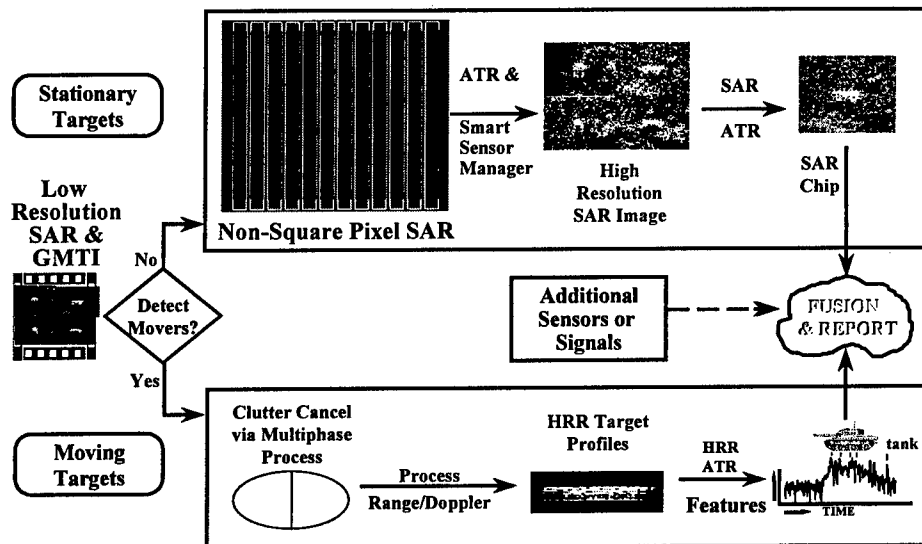 Stationary
Targets
ATR &
Smart
Sensor
Manager
SAR
ATR
High
Resolution
SAR Image
SAR
Chip
Non-Square Pixel SAR
Low
Resolution
SAR &
GMTI
No
Detect
Movers?
Yes
Additional
Sensors or
Signals
FUSION
& REPORT
Moving
Targets
Clutter Cancel
via Multiphase
Process
Process
Range/Doppler
HRR Target
Profiles
HRR
ATR
Features
tank
TIME